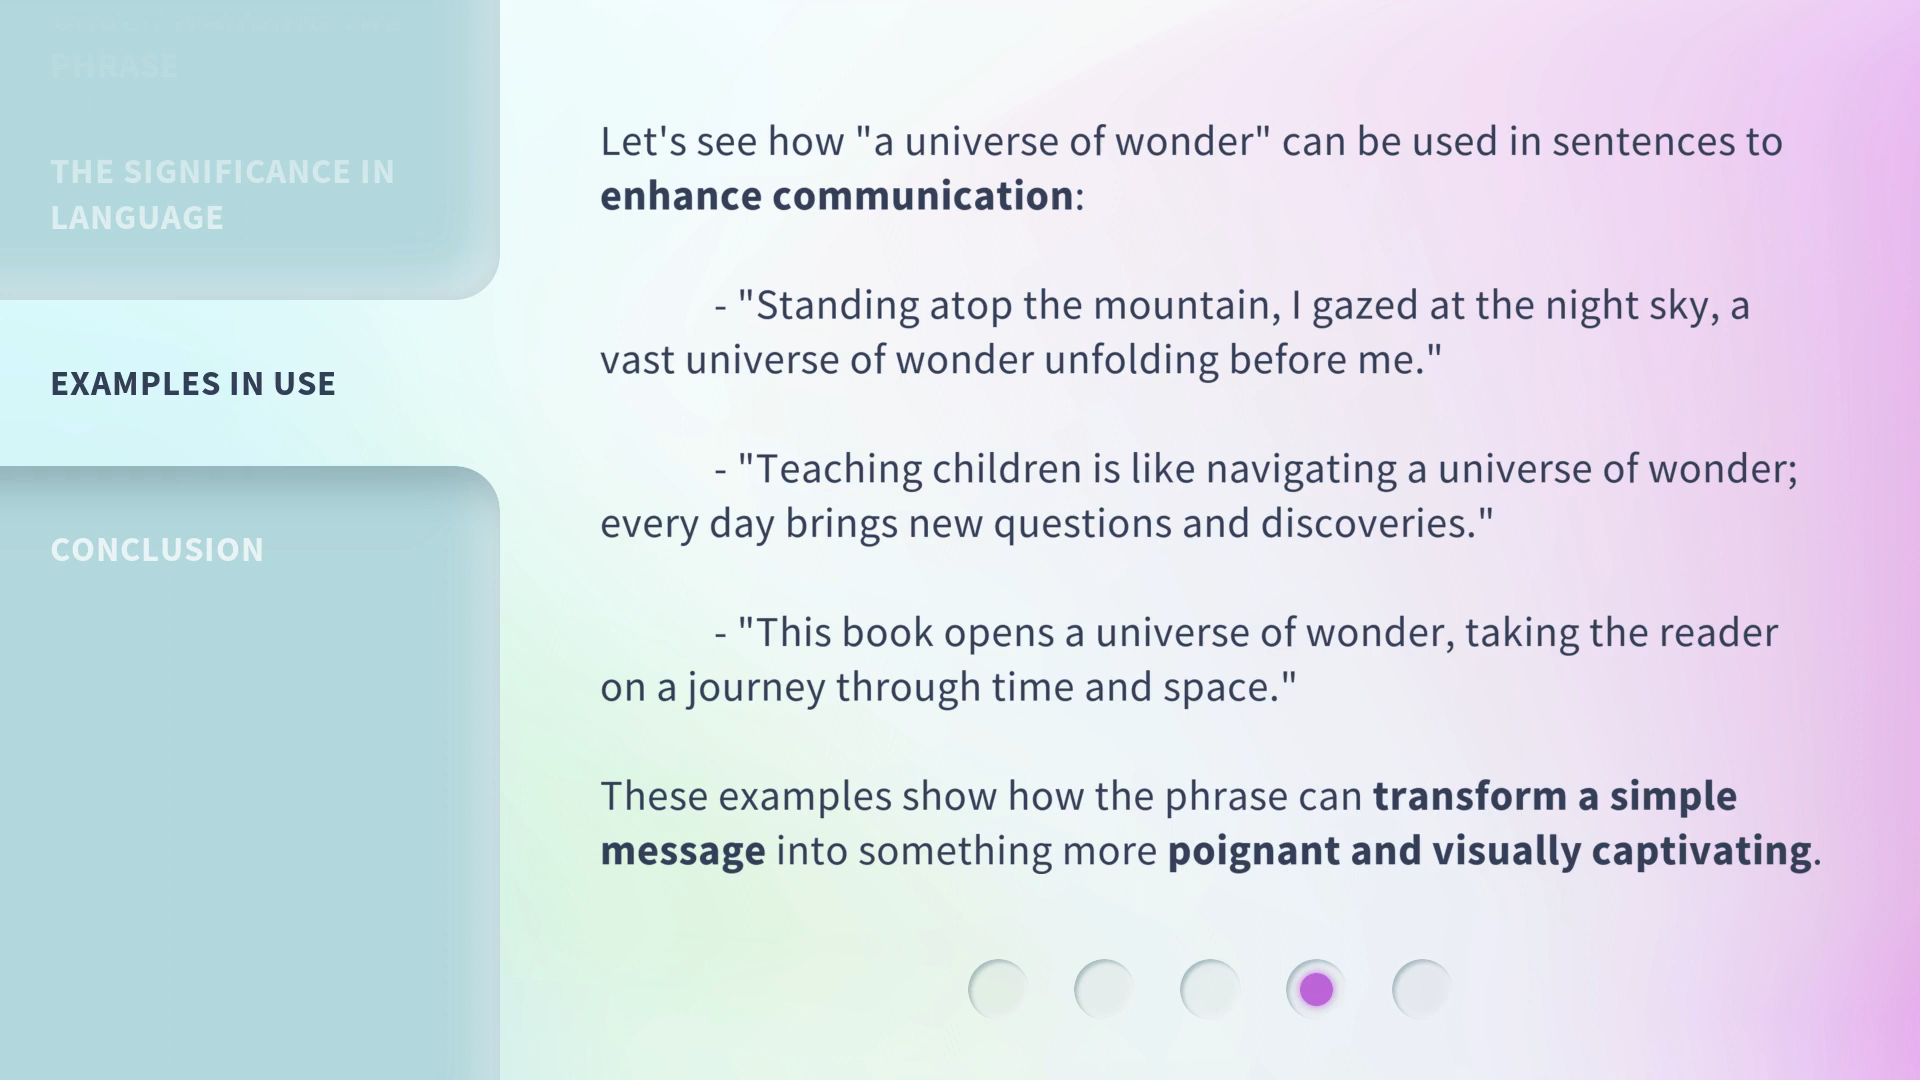 PHRASE
THE SIGNIFICANCE IN
LANGUAGE
EXAMPLES IN USE
CONCLUSION
Let's see how "a universe of wonder" can be used in sentences to
enhance communication:
- "Standing atop the mountain, I gazed at the night sky, a
vast universe of wonder unfolding before me."
- "Teaching children is like navigating a universe of wonder;
every day brings new questions and discoveries."
- "This book opens a universe of wonder, taking the reader
on a journey through time and space."
These examples show how the phrase can transform a simple
message into something more poignant and visually captivating.